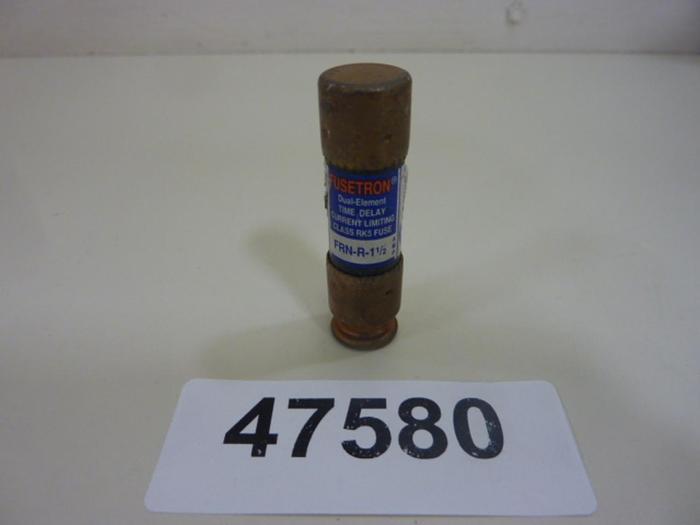 FUSETRON®
Dual-Element
TIME DELAY
CURRENT LIMITING
CLASS RK5 FUSE
FRN-R-1½
47580